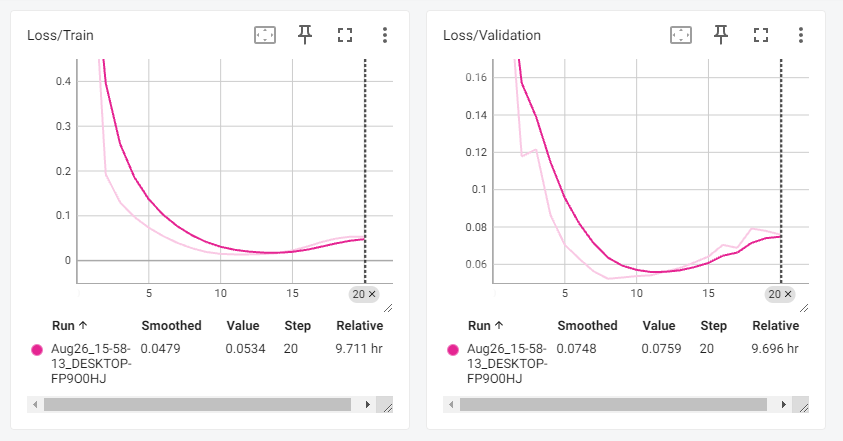 Loss/Train
0.4
0.3
0.2
0.1
0
5
10
15
20 ×
Run ↑ Smoothed Value Step Relative
Aug26_15-58-
13_DESKTOP-
FP9O0HJ
0.0479 0.0534 20 9.711 hr
Loss/Validation
0.16
0.14
0.12
0.1
0.08
0.06
5
10
15
20 ×
Run ↑ Smoothed Value Step Relative
Aug26_15-58-
13_DESKTOP-
FP9O0HJ
0.0748 0.0759 20 9.696 hr